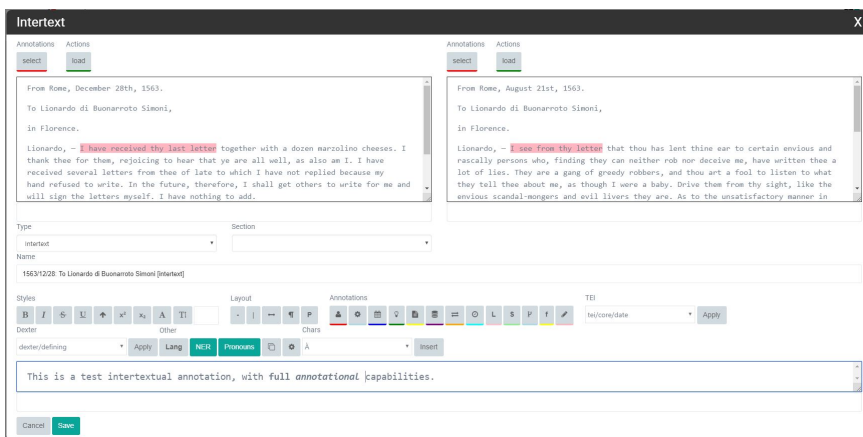 Intertext X
Annotations Actions
select load
From Rome, December 28th, 1563.
To Lionardo di Buonarroto Simoni,
in Florence.
Lionardo, — I have received thy last letter together with a dozen marzolino cheeses. I
thank thee for them, rejoicing to hear that ye are all well, as also am I. I have
received several letters from thee of late to which I have not replied because my
hand refused to write. In the future, therefore, I shall get others to write for me and
will sign the letters myself. I have nothing to add.
Annotations Actions
select load
From Rome, August 21st, 1563.
To Lionardo di Buonarroto Simoni,
in Florence.
Lionardo, — I see from thy letter that thou has lent thine ear to certain envious and
rascally persons who, finding they can neither rob nor deceive me, have written thee a
lot of lies. They are a gang of greedy robbers, and thou art a fool to listen to what
they tell thee about me, as though I were a baby. Drive them from thy sight, like the
envious scandal-mongers and evil livers they are. As to the unsatisfactory manner in
Type Section
Intertext
Name
1563/12/28: To Lionardo di Buonarroto Simoni [intertext]
Styles Layout Annotations TEI
B I S U x² x₂ A T! - | ¶ P L S f tei/core/date Apply
Dexter Other Chars
dexter/defining Apply Lang NER Pronouns À Insert
This is a test intertextual annotation, with full annotational capabilities.
Cancel Save